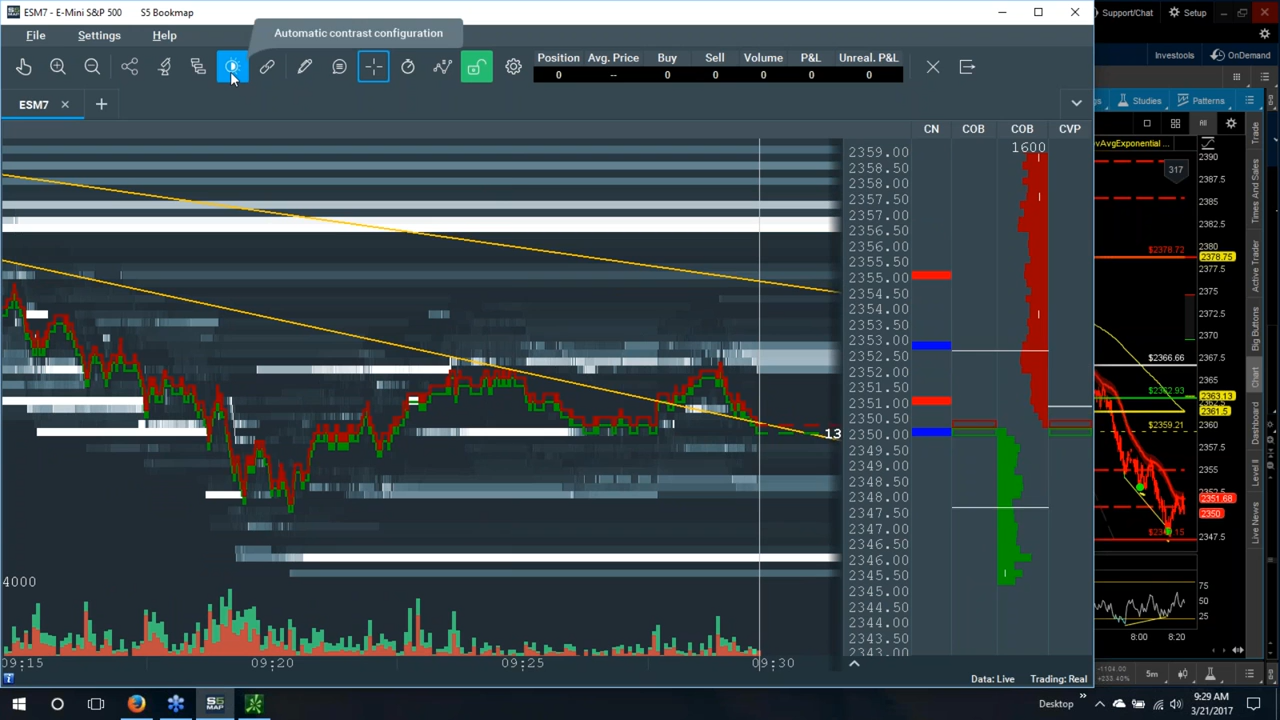 ESM7 - E-Mini S&P 500 S5 Bookmap
Support/Chat Setup
File Settings Help
Automatic contrast configuration
Investools OnDemand
Position Avg. Price Buy Sell Volume P&L Unreal. P&L
0 -- 0 0 0 0 0
ESM7
Studies Patterns
CN COB COB CVP
1600
All
317
2359.00
2358.50
2358.00
2357.50
2357.00
2356.50
2356.00
2355.50
2355.00
2354.50
2354.00
2353.50
2353.00
2352.50
2352.00
2351.50
2351.00
2350.50
2350.00
2349.50
2349.00
2348.50
2348.00
2347.50
2347.00
2346.50
2346.00
2345.50
2345.00
2344.50
2344.00
2343.50
2343.00
13
4000
09:15 09:20 09:25 09:30
Data: Live Trading: Real
2390
2387.5
2385
2382.5
2380
2378.75
2377.5
2375
2372.5
2370
2367.5
2365
2363.13
2361.5
2360
2357.5
2355
2351.68
2350
2347.5
$2378.72
$2366.66
$2359.21
75
50
25
8:00 8:20
Trade
Times And Sales
Active Trader
Big Buttons
Chart
Dashboard
Level II
Live News
-1104.00
+233.40%
5m
S5
MAP
Desktop
9:29 AM
3/21/2017